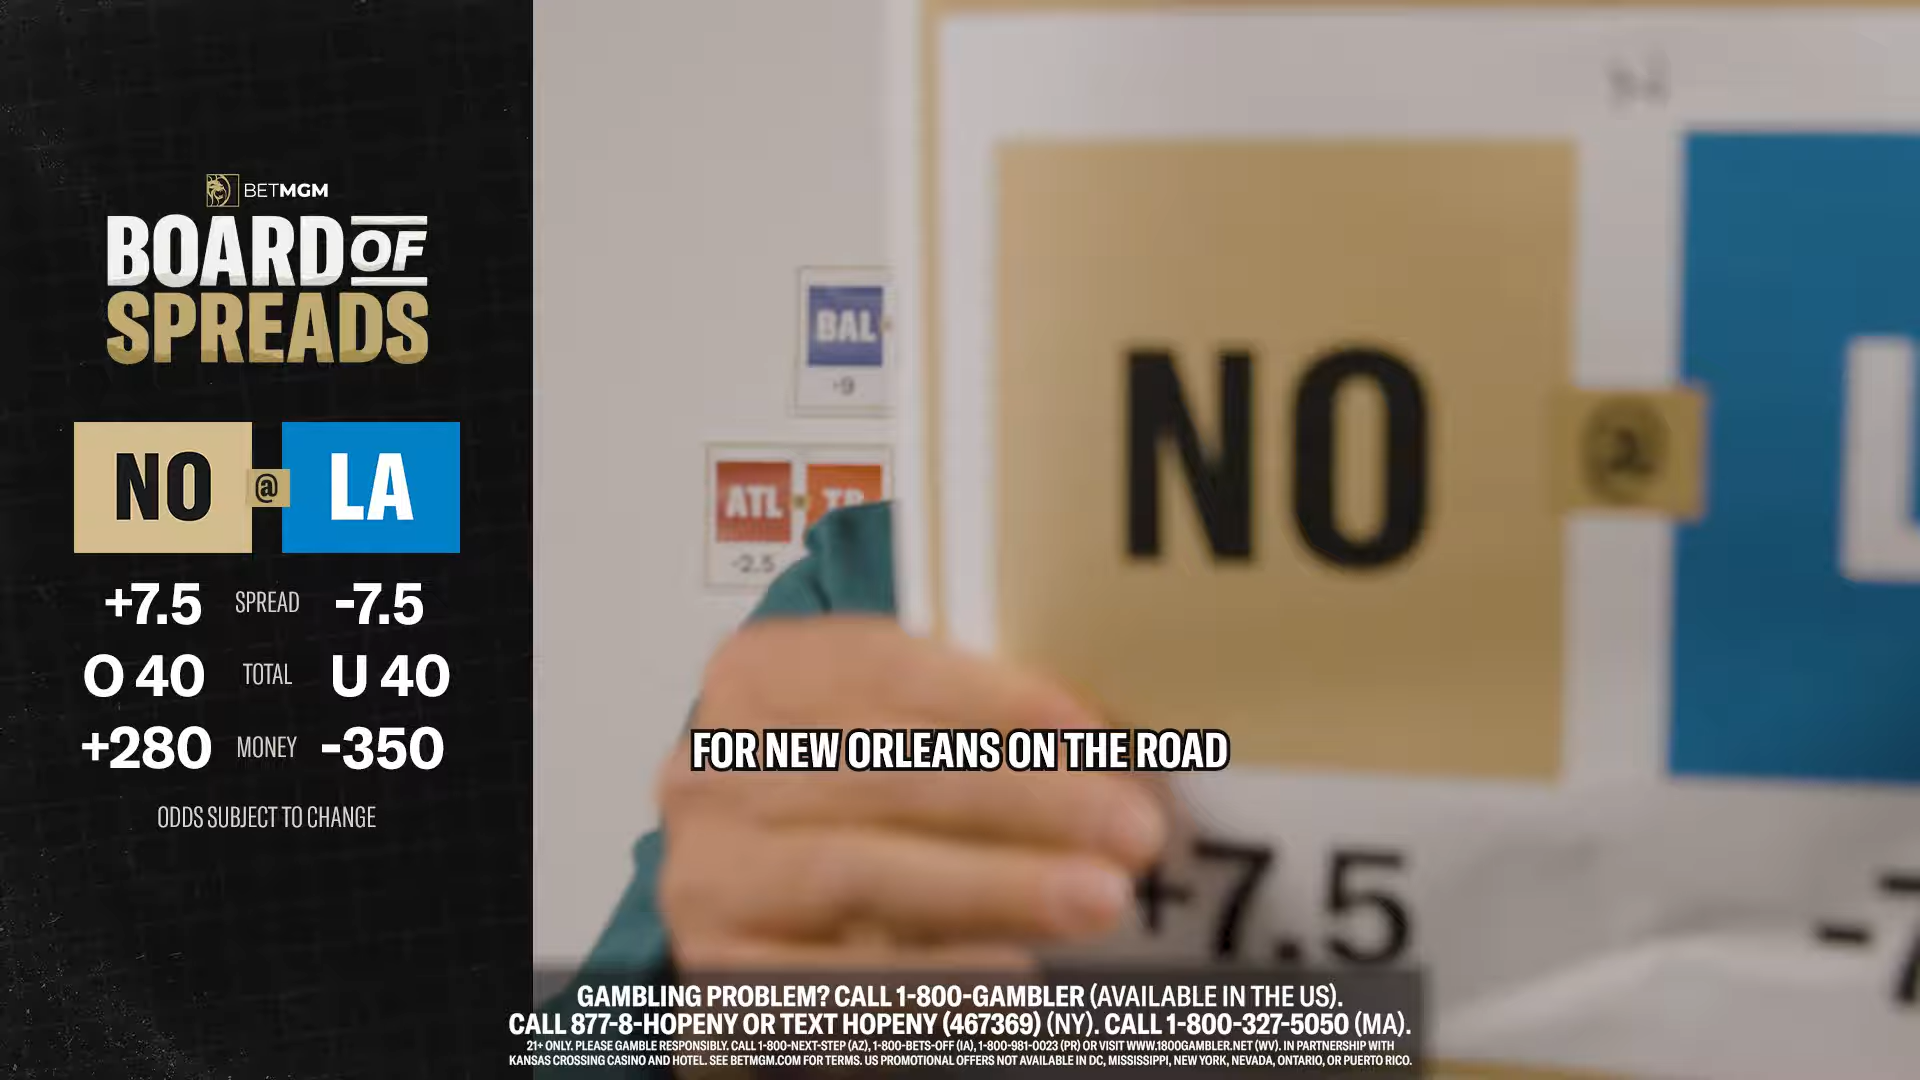 BETMGM
BOARD OF
SPREADS
NO @ LA
+7.5 SPREAD -7.5
O 40 TOTAL U 40
+280 MONEY -350
ODDS SUBJECT TO CHANGE
BAL
-9
ATL
-2.5
NO
+7.5
FOR NEW ORLEANS ON THE ROAD
GAMBLING PROBLEM? CALL 1-800-GAMBLER (AVAILABLE IN THE US).
CALL 877-8-HOPENY OR TEXT HOPENY (467369) (NY). CALL 1-800-327-5050 (MA).
21+ ONLY. PLEASE GAMBLE RESPONSIBLY. CALL 1-800-NEXT-STEP (AZ), 1-800-BETS-OFF (IA), 1-800-981-0023 (PR) OR VISIT WWW.1800GAMBLER.NET (WV). IN PARTNERSHIP WITH
KANSAS CROSSING CASINO AND HOTEL. SEE BETMGM.COM FOR TERMS. US PROMOTIONAL OFFERS NOT AVAILABLE IN DC, MISSISSIPPI, NEW YORK, NEVADA, ONTARIO, OR PUERTO RICO.